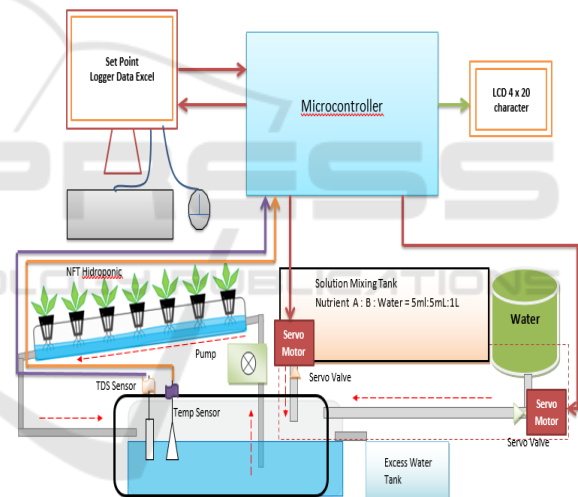 Set Point
Logger Data Excel
Microcontroller
LCD 4 x 20
character
NFT Hidroponic
Solution Mixing Tank
Nutrient A : B : Water = 5ml:5mL:1L
Water
Servo
Motor
Pump
Servo Valve
TDS Sensor
Temp Sensor
Servo
Motor
Servo Valve
Excess Water
Tank